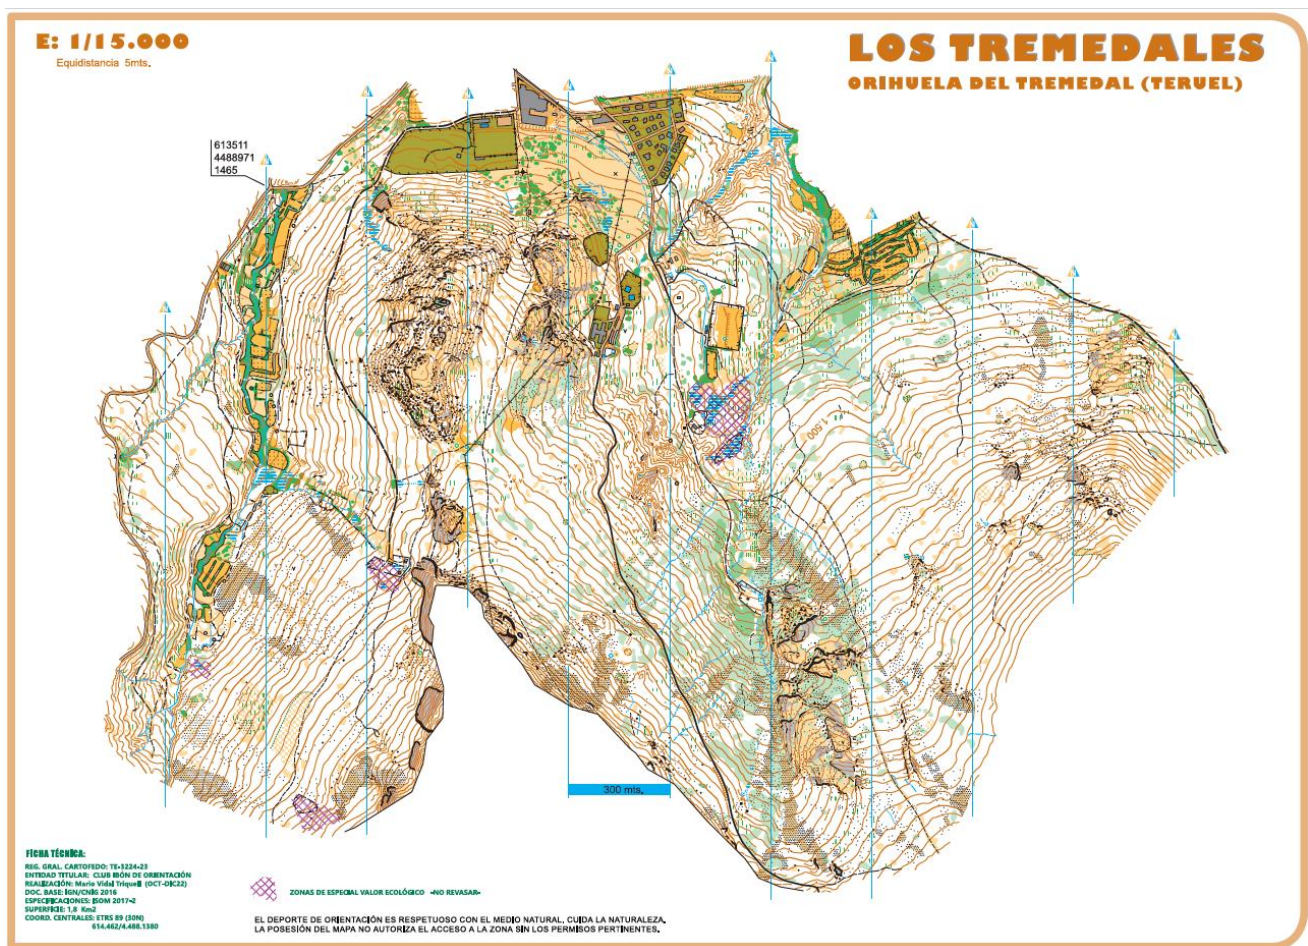 E: 1/15.000
Equidistancia 5mts.
LOS TREMEDALES
ORIHUELA DEL TREMEDAL (TERUEL)
613511
4488971
1465
1.500
300 mts.
FICHA TÉCNICA:
REG. GRAL. CARTOFEDO: TE-3224-23
ENTIDAD TITULAR: CLUB IBÓN DE ORIENTACIÓN
REALIZACIÓN: Mario Vidal Triquell (OCT-DIC22)
DOC. BASE: IGN/CNIG 2016
ESPECIFICACIONES: ISOM 2017-2
SUPERFICIE: 1,8 Km2
COORD. CENTRALES: ETRS 89 (30N)
614.462/4.488.1380
ZONAS DE ESPECIAL VALOR ECOLÓGICO -NO REVASAR-
EL DEPORTE DE ORIENTACIÓN ES RESPETUOSO CON EL MEDIO NATURAL, CUIDA LA NATURALEZA.
LA POSESIÓN DEL MAPA NO AUTORIZA EL ACCESO A LA ZONA SIN LOS PERMISOS PERTINENTES.